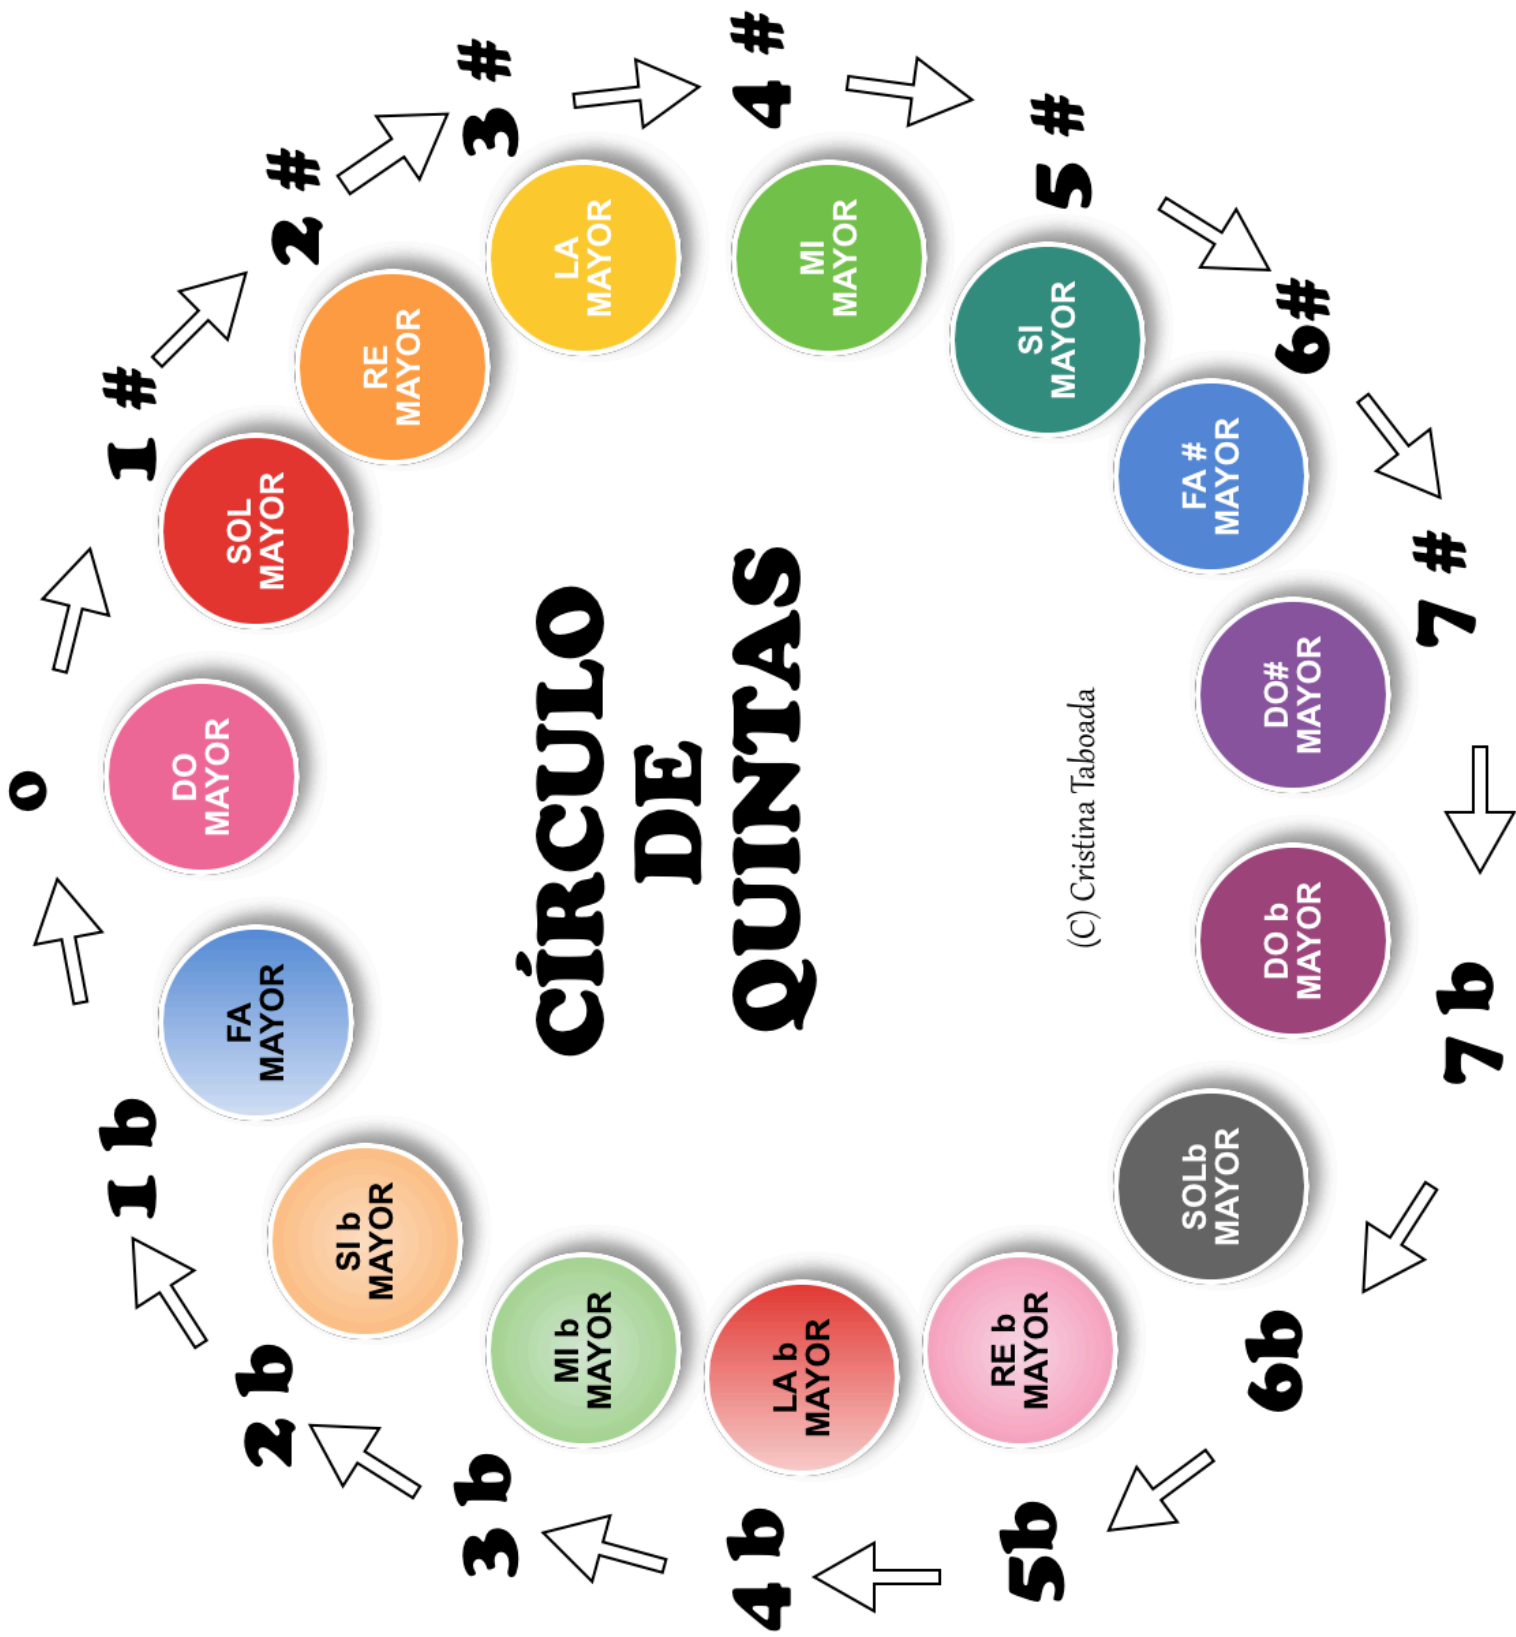 CÍRCULO
DE
QUINTAS
(C) Cristina Taboada
0
DO
MAYOR
1 #
SOL
MAYOR
2 #
RE
MAYOR
3 #
LA
MAYOR
4 #
MI
MAYOR
5 #
SI
MAYOR
6#
FA #
MAYOR
7 #
DO#
MAYOR
7 b
DO b
MAYOR
6b
SOLb
MAYOR
5b
RE b
MAYOR
4 b
LA b
MAYOR
3 b
MI b
MAYOR
2 b
SI b
MAYOR
1 b
FA
MAYOR